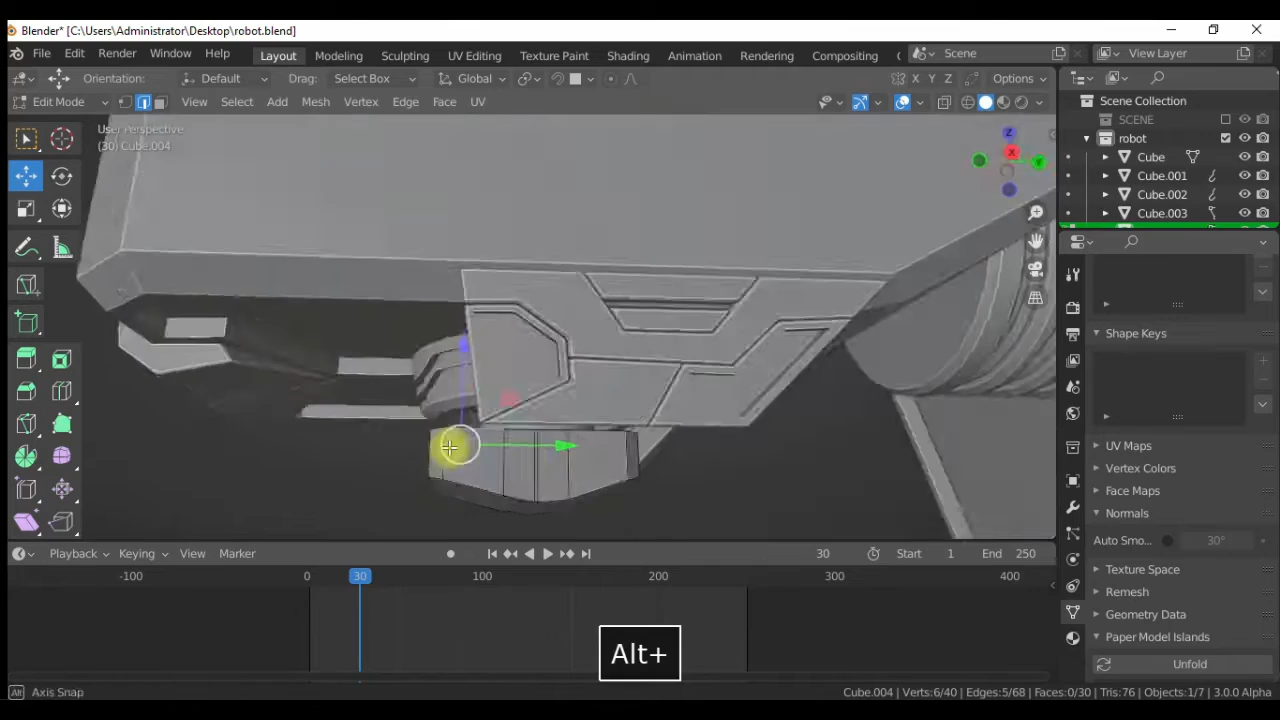 Blender* [C:\Users\Administrator\Desktop\robot.blend]
File Edit Render Window Help Layout Modeling Sculpting UV Editing Texture Paint Shading Animation Rendering Compositing Scene View Layer
Orientation: Default Drag: Select Box Global X Y Z Options
Edit Mode View Select Add Mesh Vertex Edge Face UV
Scene Collection
SCENE
robot
Cube
Cube.001
Cube.002
Cube.003
User Perspective
(30) Cube.004
Z
X
Y
Shape Keys
UV Maps
Vertex Colors
Face Maps
Normals
Auto Smo... 30°
Texture Space
Remesh
Geometry Data
Paper Model Islands
Unfold
Playback Keying View Marker 30 Start 1 End 250
-100 0 30 100 200 300 400
Alt+
Alt Axis Snap Cube.004 | Verts:6/40 | Edges:5/68 | Faces:0/30 | Tris:76 | Objects:1/7 | 3.0.0 Alpha